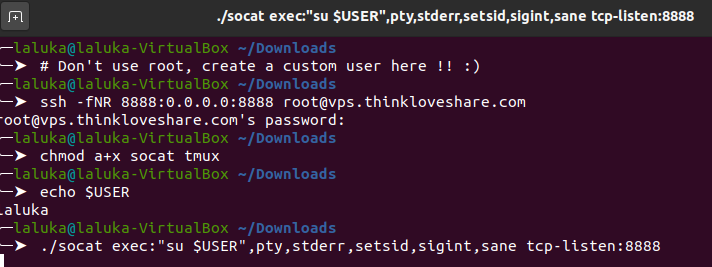 ./socat exec:"su $USER",pty,stderr,setsid,sigint,sane tcp-listen:8888
laluka@laluka-VirtualBox ~/Downloads
# Don't use root, create a custom user here !! :)
laluka@laluka-VirtualBox ~/Downloads
ssh -fNR 8888:0.0.0.0:8888 root@vps.thinkloveshare.com
root@vps.thinkloveshare.com's password:
laluka@laluka-VirtualBox ~/Downloads
chmod a+x socat tmux
laluka@laluka-VirtualBox ~/Downloads
echo $USER
laluka
laluka@laluka-VirtualBox ~/Downloads
./socat exec:"su $USER",pty,stderr,setsid,sigint,sane tcp-listen:8888